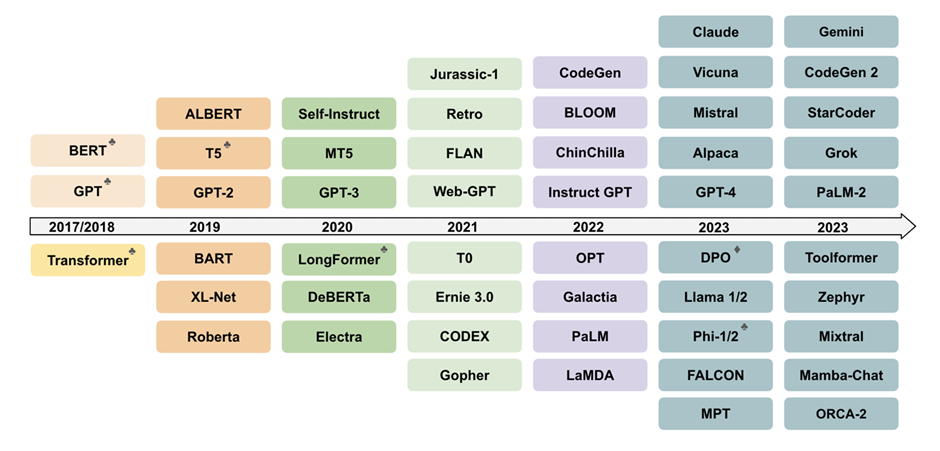 Claude Gemini
Jurassic-1 CodeGen Vicuna CodeGen 2
ALBERT Self-Instruct Retro BLOOM Mistral StarCoder
BERT♣ T5♣ MT5 FLAN ChinChilla Alpaca Grok
GPT♣ GPT-2 GPT-3 Web-GPT Instruct GPT GPT-4 PaLM-2
2017/2018 2019 2020 2021 2022 2023 2023
Transformer♣ BART LongFormer♣ T0 OPT DPO♦ Toolformer
XL-Net DeBERTa Ernie 3.0 Galactia Llama 1/2 Zephyr
Roberta Electra CODEX PaLM Phi-1/2♣ Mixtral
Gopher LaMDA FALCON Mamba-Chat
MPT ORCA-2